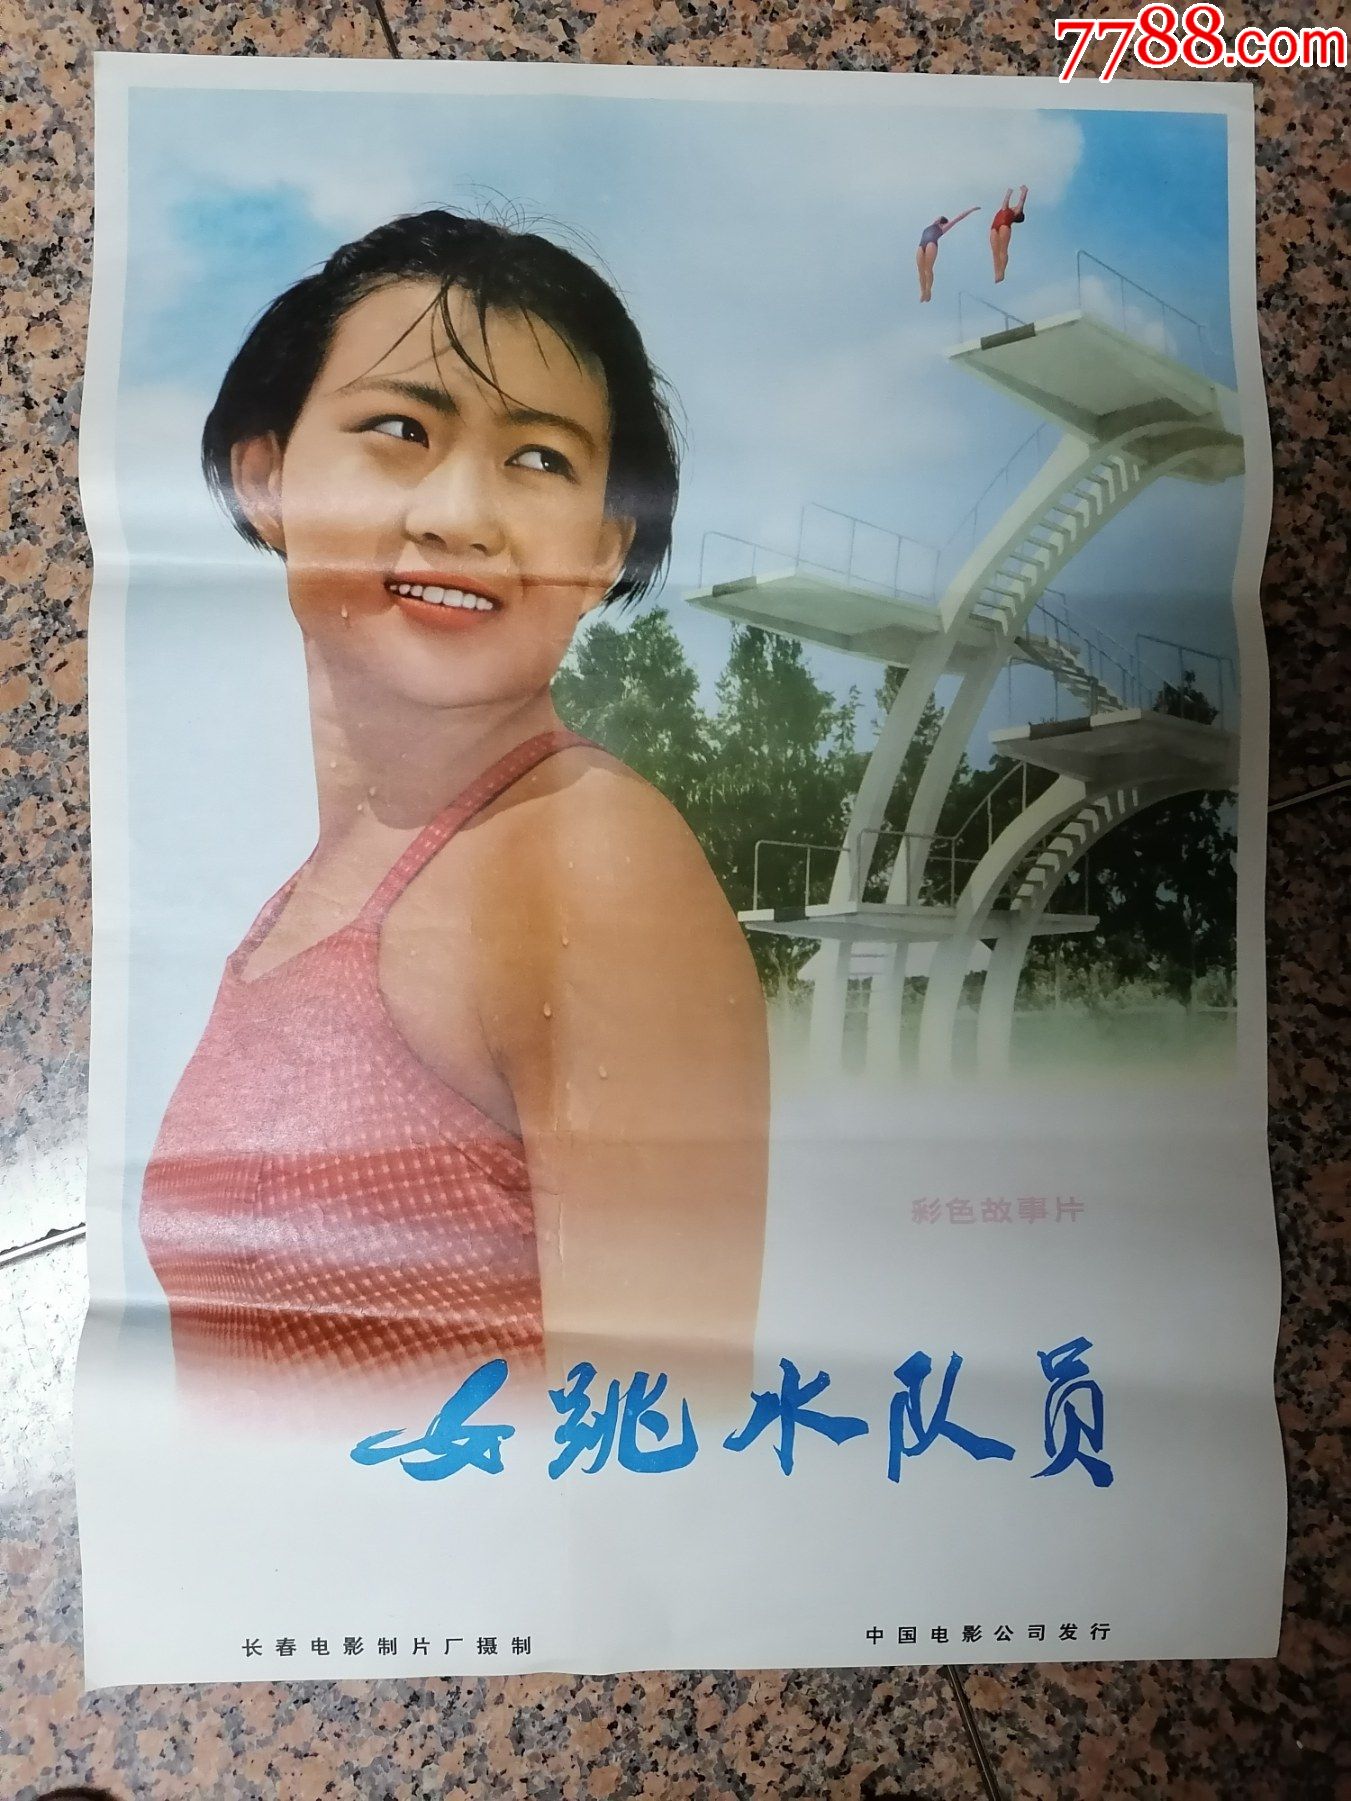 7788.com
彩色故事片
女跳水队员
长春电影制片厂摄制
中国电影公司发行